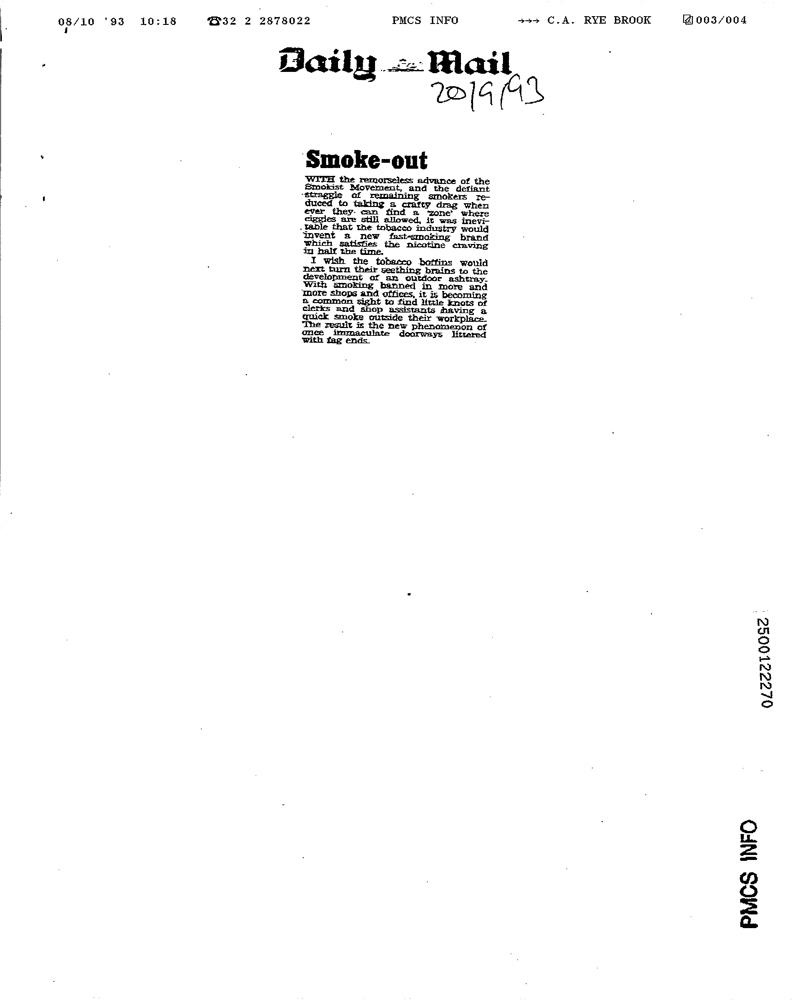 08/10 '93 10:18 ☎32 2 2878022 PMCS INFO →→→ C.A. RYE BROOK 003/004
Daily Mail
20/9/93
Smoke-out
WITH the remorseless advance of the
Smokist Movement, and the defiant
straggle of remaining smokers re-
duced to taking a crafty drag when
ever they can find a 'zone' where
ciggies are still allowed, it was inevi-
table that the tobacco industry would
invent a new fast-smoking brand
which satisfies the nicotine craving
in half the time.
I wish the tobacco boffins would
next turn their seething brains to the
development of an outdoor ashtray.
With smoking banned in more and
more shops and offices, it is becoming
a common sight to find little knots of
clerks and shop assistants having a
quick smoke outside their workplace.
The result is the new phenomenon of
once immaculate doorways littered
with fag ends.
2500122270
PMCS INFO